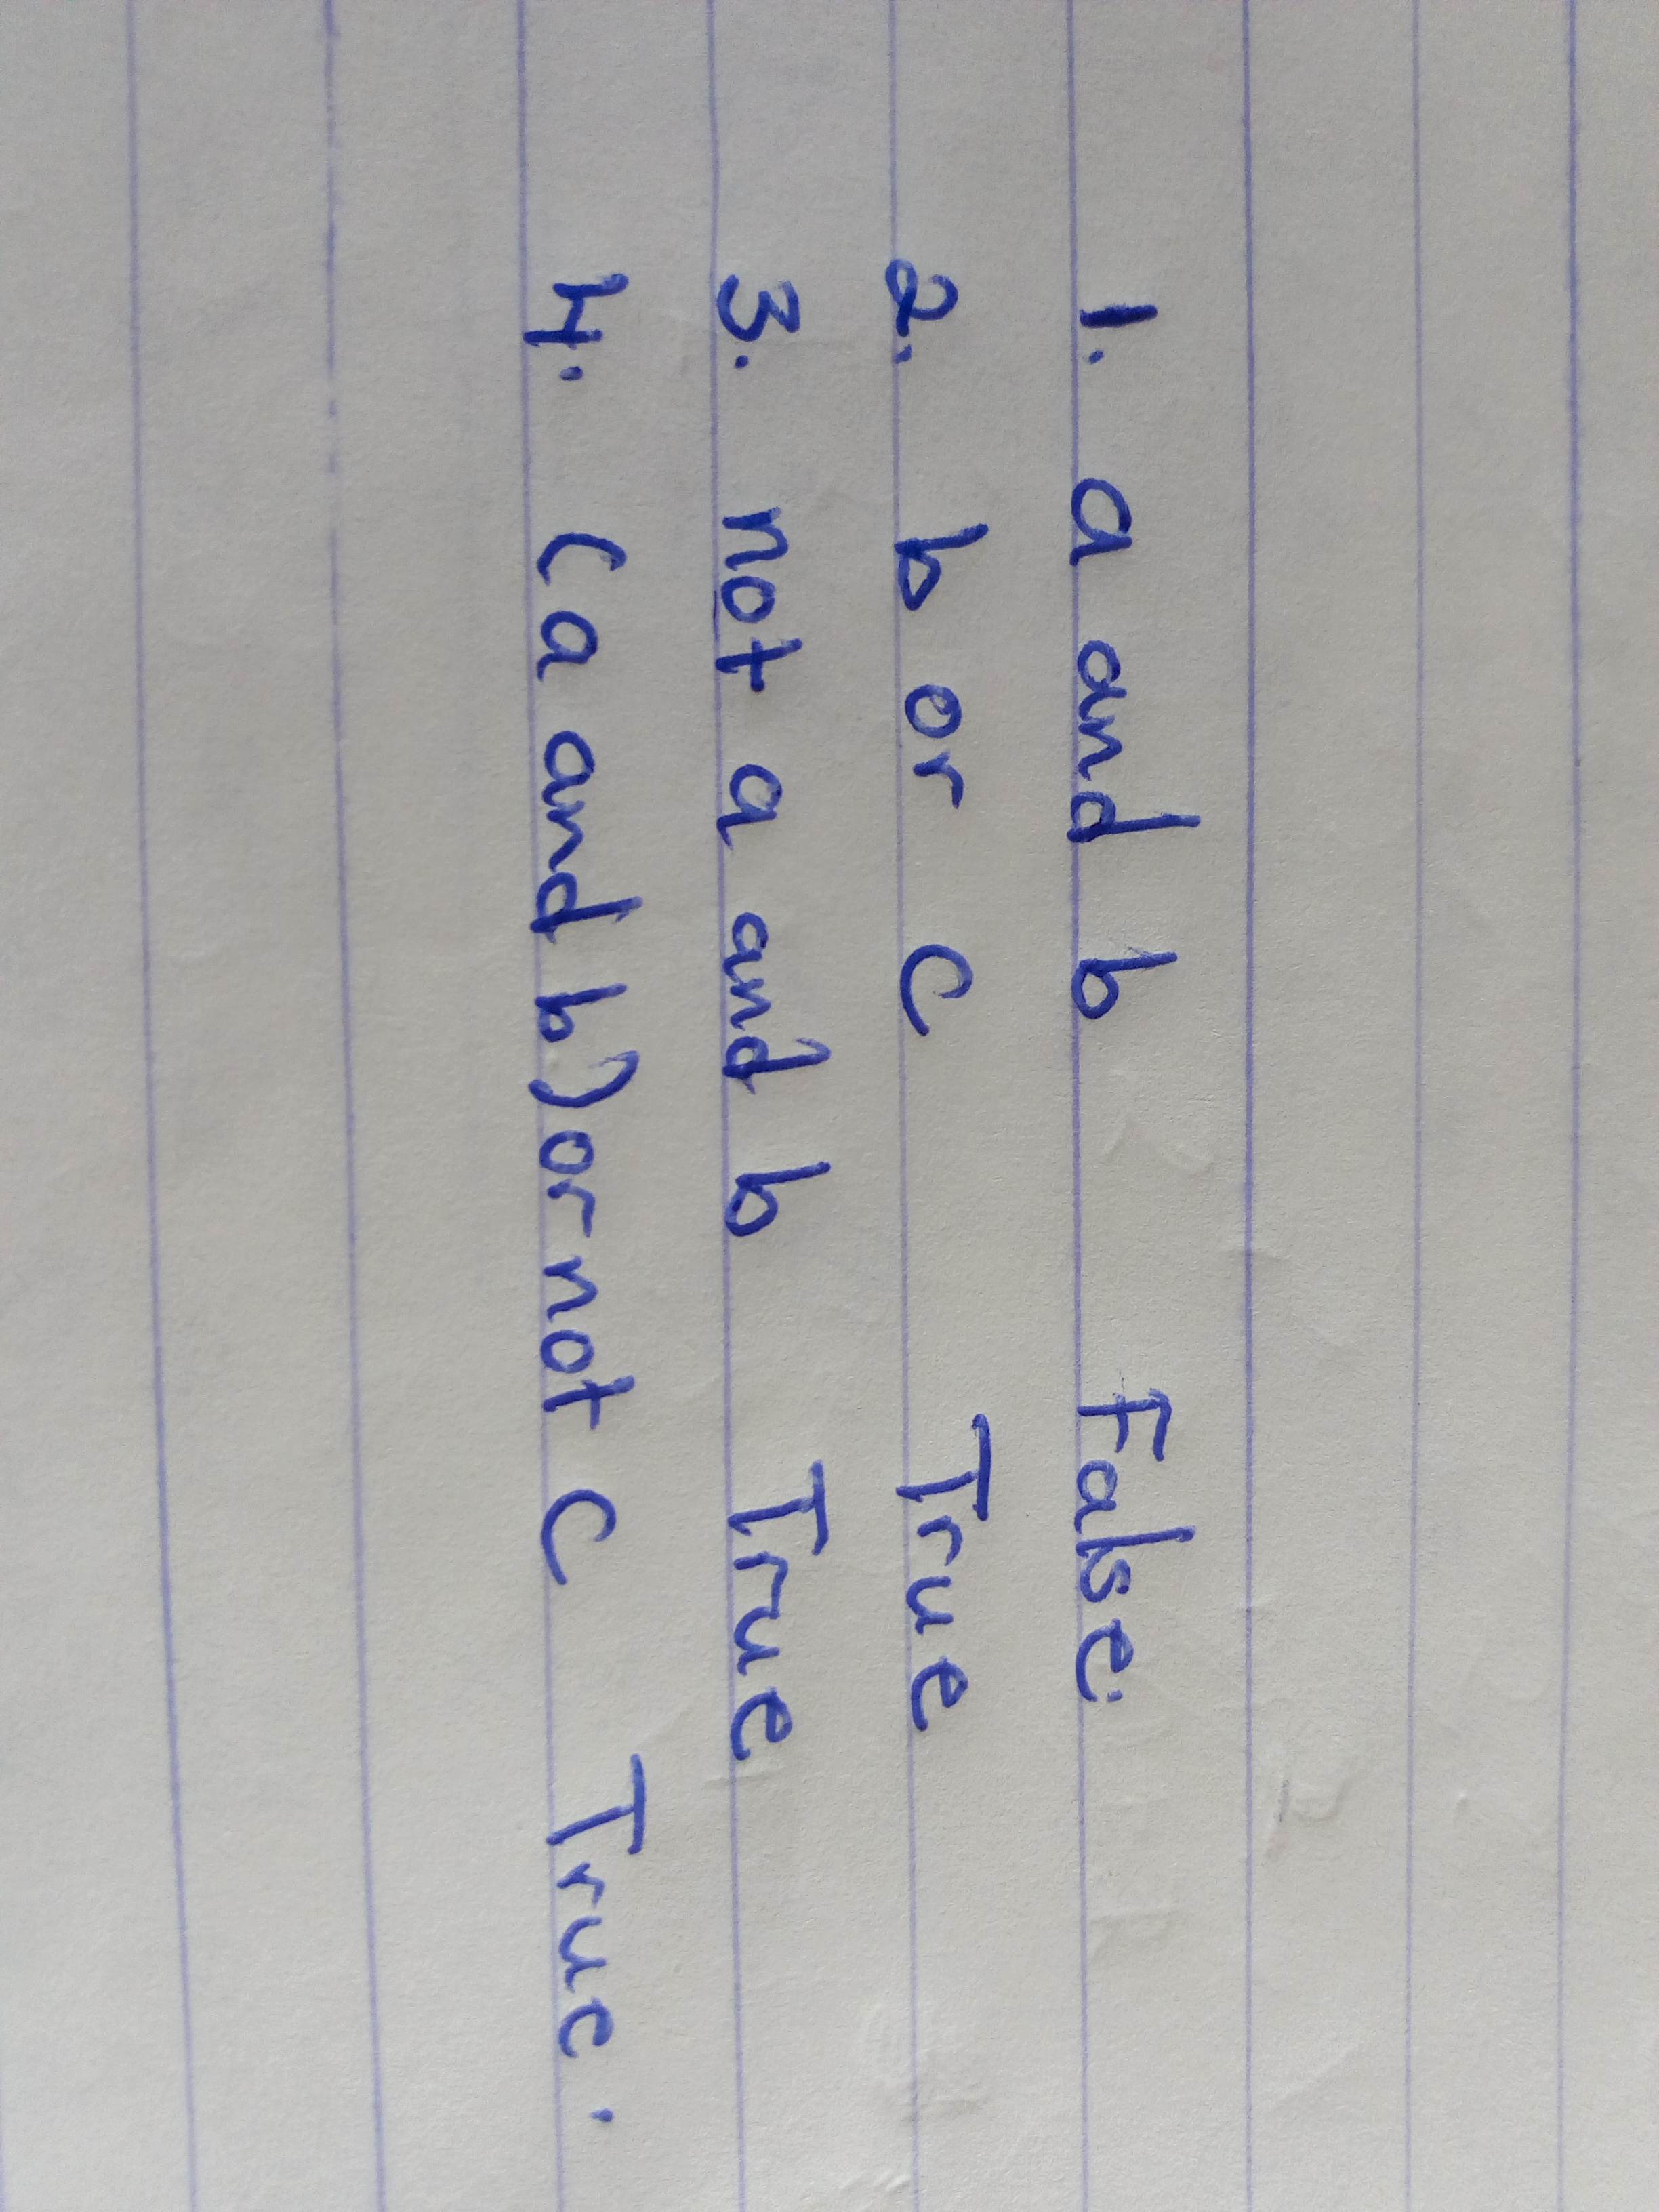 1. a and b False.
2. b or c True
3. not a and b True
4. (a and b) or not c True.